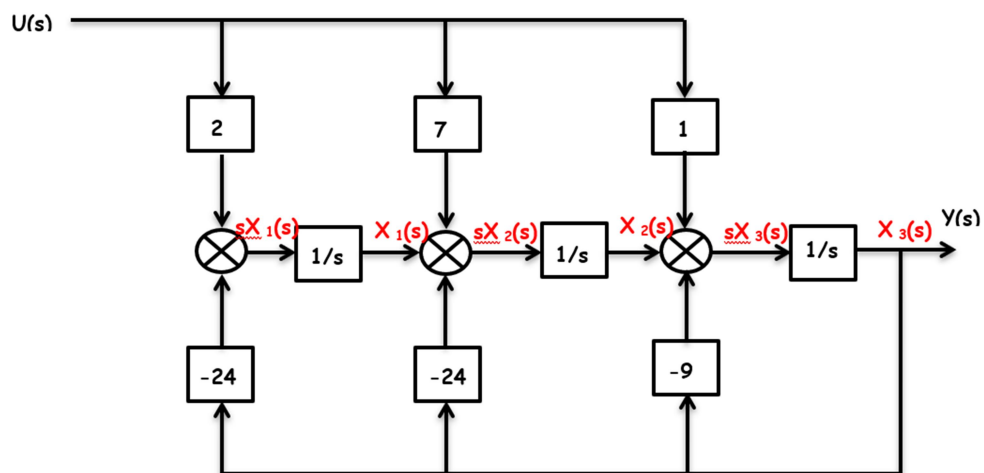 U(s)
2
7
1
sX 1(s)
X 1(s)
sX 2(s)
X 2(s)
sX 3(s)
X 3(s)
Y(s)
1/s
1/s
1/s
-24
-24
-9